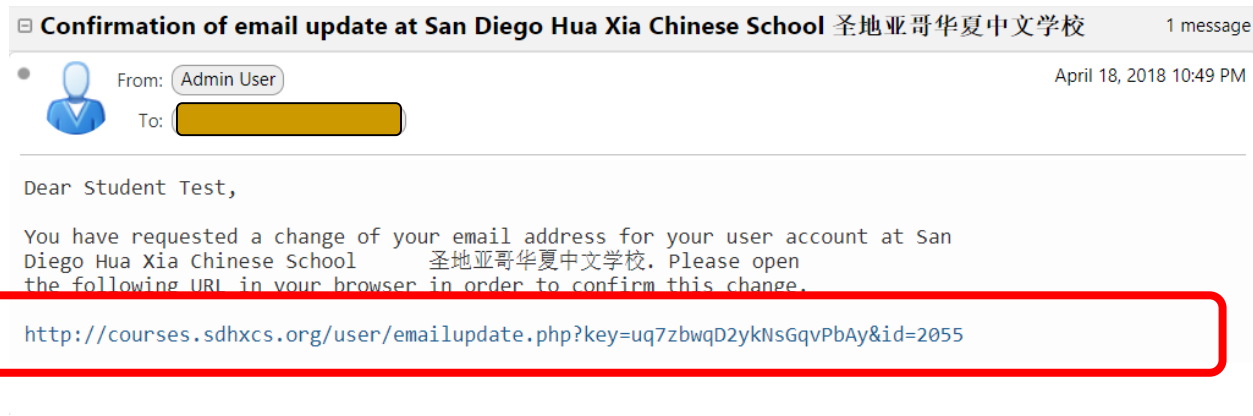 Confirmation of email update at San Diego Hua Xia Chinese School 圣地亚哥华夏中文学校 1 message
From: Admin User April 18, 2018 10:49 PM
To:
Dear Student Test,
You have requested a change of your email address for your user account at San
Diego Hua Xia Chinese School 圣地亚哥华夏中文学校. Please open
the following URL in your browser in order to confirm this change.
http://courses.sdhxcs.org/user/emailupdate.php?key=uq7zbwqD2ykNsGqvPbAy&id=2055